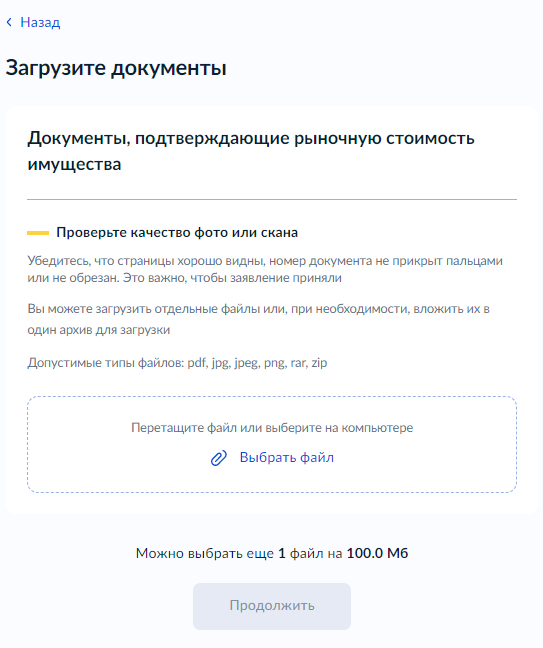 Назад
Загрузите документы
Документы, подтверждающие рыночную стоимость
имущества
Проверьте качество фото или скана
Убедитесь, что страницы хорошо видны, номер документа не прикрыт пальцами
или не обрезан. Это важно, чтобы заявление приняли
Вы можете загрузить отдельные файлы или, при необходимости, вложить их в
один архив для загрузки
Допустимые типы файлов: pdf, jpg, jpeg, png, rar, zip
Перетащите файл или выберите на компьютере
Выбрать файл
Можно выбрать еще 1 файл на 100.0 Мб
Продолжить